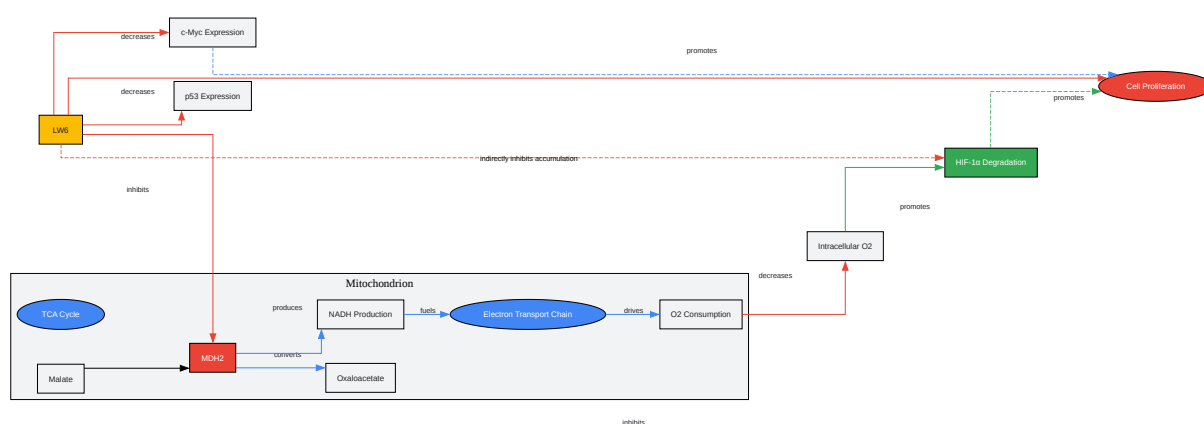 c-Myc Expression
decreases
promotes
Cell Proliferation
decreases
p53 Expression
promotes
LW6
indirectly inhibits accumulation
HIF-1α Degradation
inhibits
promotes
Intracellular O2
decreases
Mitochondrion
TCA Cycle
produces
NADH Production
fuels
Electron Transport Chain
drives
O2 Consumption
MDH2
converts
Malate
Oxaloacetate
inhibits